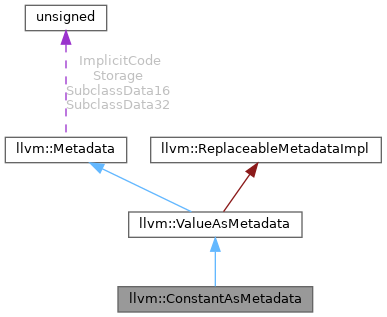 unsigned
ImplicitCode
Storage
SubclassData16
SubclassData32
llvm::Metadata
llvm::ReplaceableMetadataImpl
llvm::ValueAsMetadata
llvm::ConstantAsMetadata